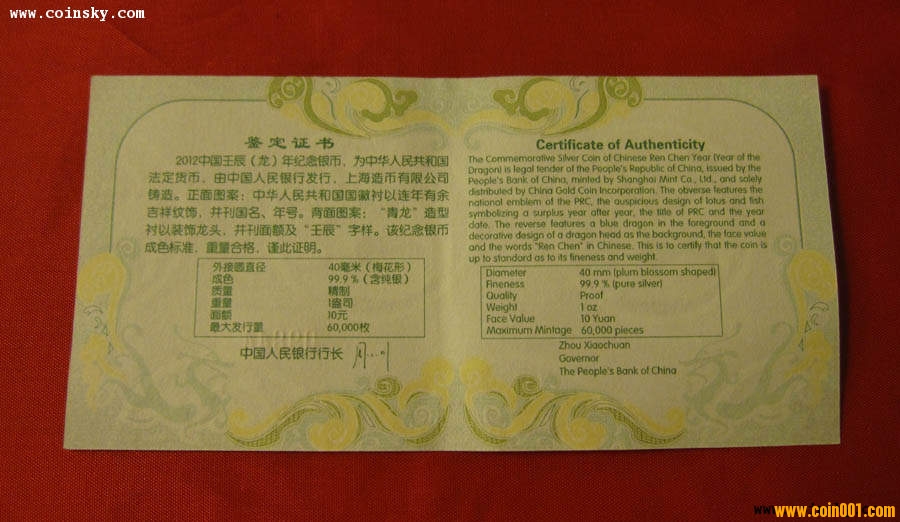 www.coinsky.com
鉴定证书
2012中国壬辰（龙）年纪念银币，为中华人民共和国
法定货币，由中国人民银行发行，上海造币有限公司
铸造。正面图案：中华人民共和国国徽衬以连年有余
吉祥纹饰，并刊国名、年号。背面图案：“青龙”造型
衬以装饰龙头，并刊面额及“壬辰”字样。该纪念银币
成色标准，重量合格，谨此证明。
外接圆直径 40毫米（梅花形）
成色 99.9％（含纯银）
质量 精制
重量 1盎司
面额 10元
最大发行量 60,000枚
中国人民银行行长
Certificate of Authenticity
The Commemorative Silver Coin of Chinese Ren Chen Year (Year of the
Dragon) is legal tender of the People's Republic of China, issued by the
People's Bank of China, minted by Shanghai Mint Co., Ltd., and solely
distributed by China Gold Coin Incorporation. The obverse features the
national emblem of the PRC, the auspicious design of lotus and fish
symbolizing a surplus year after year, the title of PRC and the year
date. The reverse features a blue dragon in the foreground and a
decorative design of a dragon head as the background, the face value
and the words "Ren Chen" in Chinese. This is to certify that the coin is
up to standard as to its fineness and weight.
Diameter 40 mm (plum blossom shaped)
Fineness 99.9 % (pure silver)
Quality Proof
Weight 1 oz
Face Value 10 Yuan
Maximum Mintage 60,000 pieces
Zhou Xiaochuan
Governor
The People's Bank of China
www.coin001.com